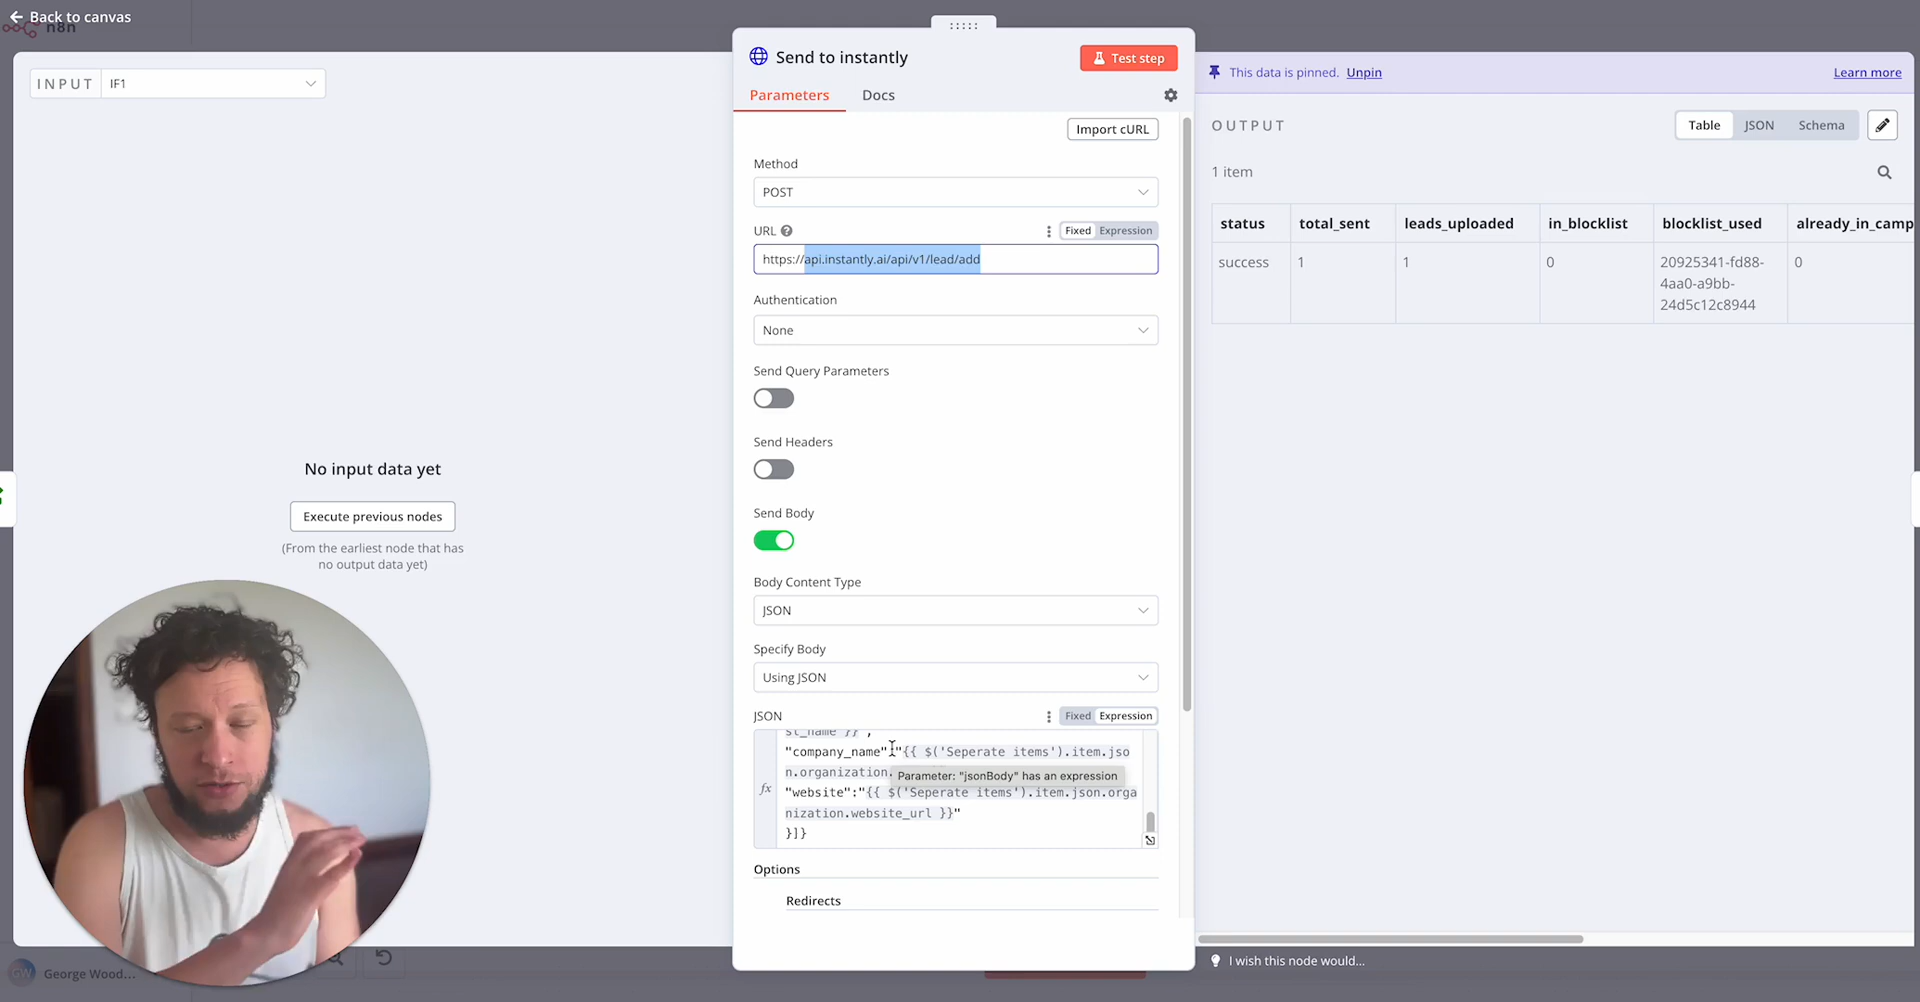 Back to canvas
n8n
INPUT IF1
No input data yet
Execute previous nodes
(From the earliest node that has
no output data yet)
George Wood...
Send to instantly
Test step
Parameters Docs
Import cURL
Method
POST
URL Fixed Expression
https://api.instantly.ai/api/v1/lead/add
Authentication
None
Send Query Parameters
Send Headers
Send Body
Body Content Type
JSON
Specify Body
Using JSON
JSON Fixed Expression
st_name }}",
"company_name":"{{ $('Seperate items').item.jso
n.organization.
Parameter: "jsonBody" has an expression
"website":"{{ $('Seperate items').item.json.orga
nization.website_url }}"
}]}
fx
Options
Redirects
This data is pinned. Unpin Learn more
OUTPUT Table JSON Schema
1 item
status total_sent leads_uploaded in_blocklist blocklist_used already_in_camp
success 1 1 0 20925341-fd88- 0
4aa0-a9bb-
24d5c12c8944
I wish this node would...